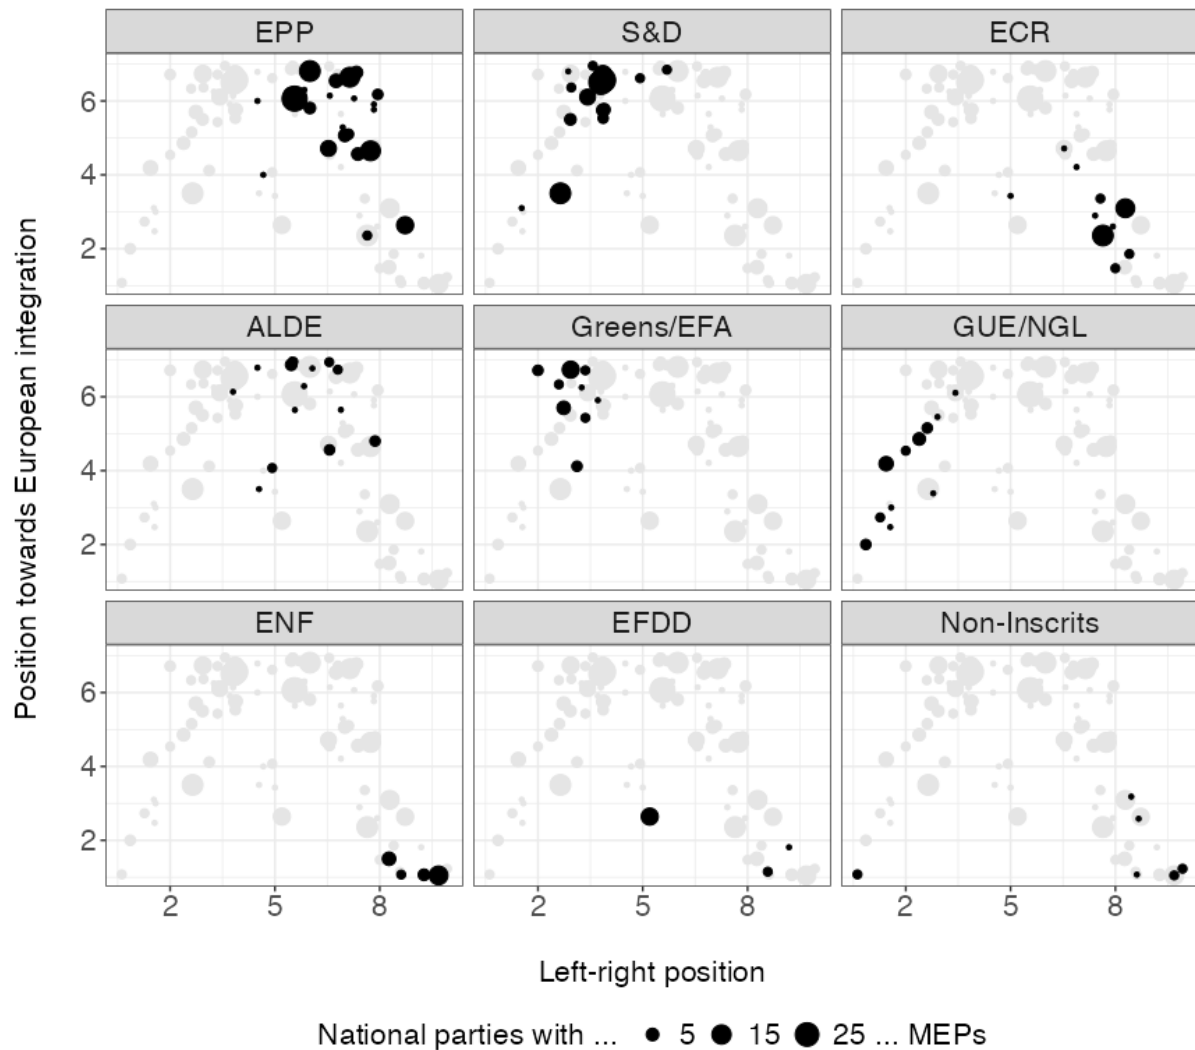 EPP
S&D
ECR
6
4
2
ALDE
Greens/EFA
GUE/NGL
6
4
2
ENF
EFDD
Non-Inscrits
6
4
2
2 5 8 2 5 8 2 5 8
Position towards European integration
Left-right position
National parties with ... 5 15 25 ... MEPs